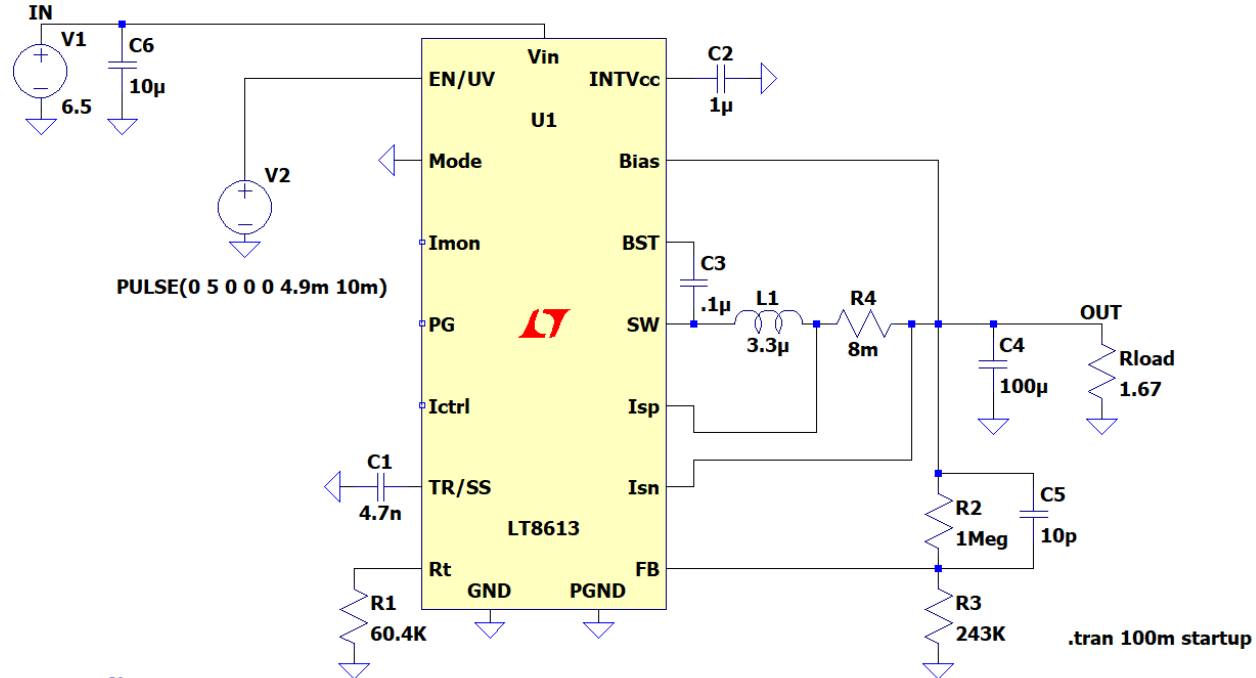 IN
V1
6.5
C6
10µ
Vin
EN/UV
INTVcc
C2
1µ
U1
Mode
Bias
V2
PULSE(0 5 0 0 0 4.9m 10m)
Imon
BST
C3
.1µ
PG
SW
L1
3.3µ
R4
8m
OUT
C4
100µ
Rload
1.67
Ictrl
Isp
C1
4.7n
TR/SS
Isn
LT8613
R2
1Meg
C5
10p
Rt
GND
PGND
FB
R1
60.4K
R3
243K
.tran 100m startup